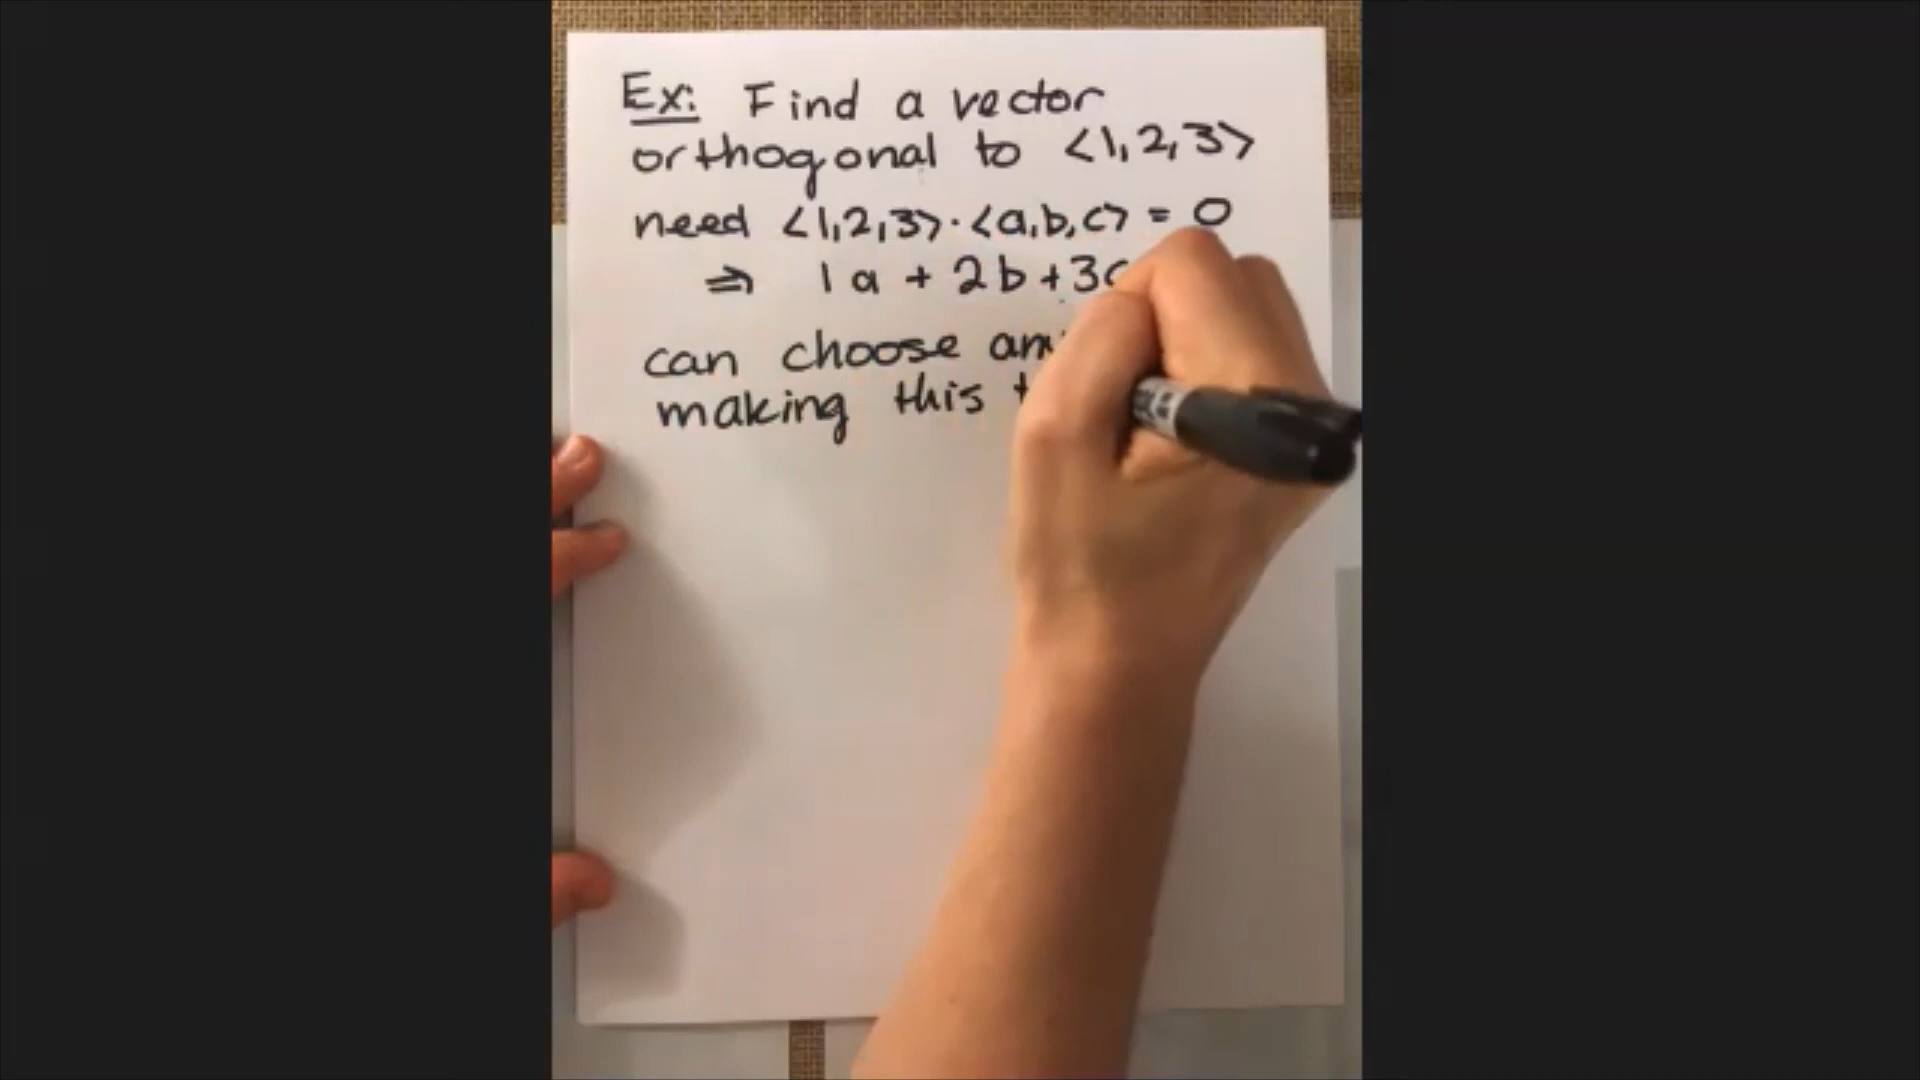 Ex: Find a vector
orthogonal to <1,2,3>
need <1,2,3>·<a,b,c> = 0
⇒ 1a + 2b + 3c
can choose
making this